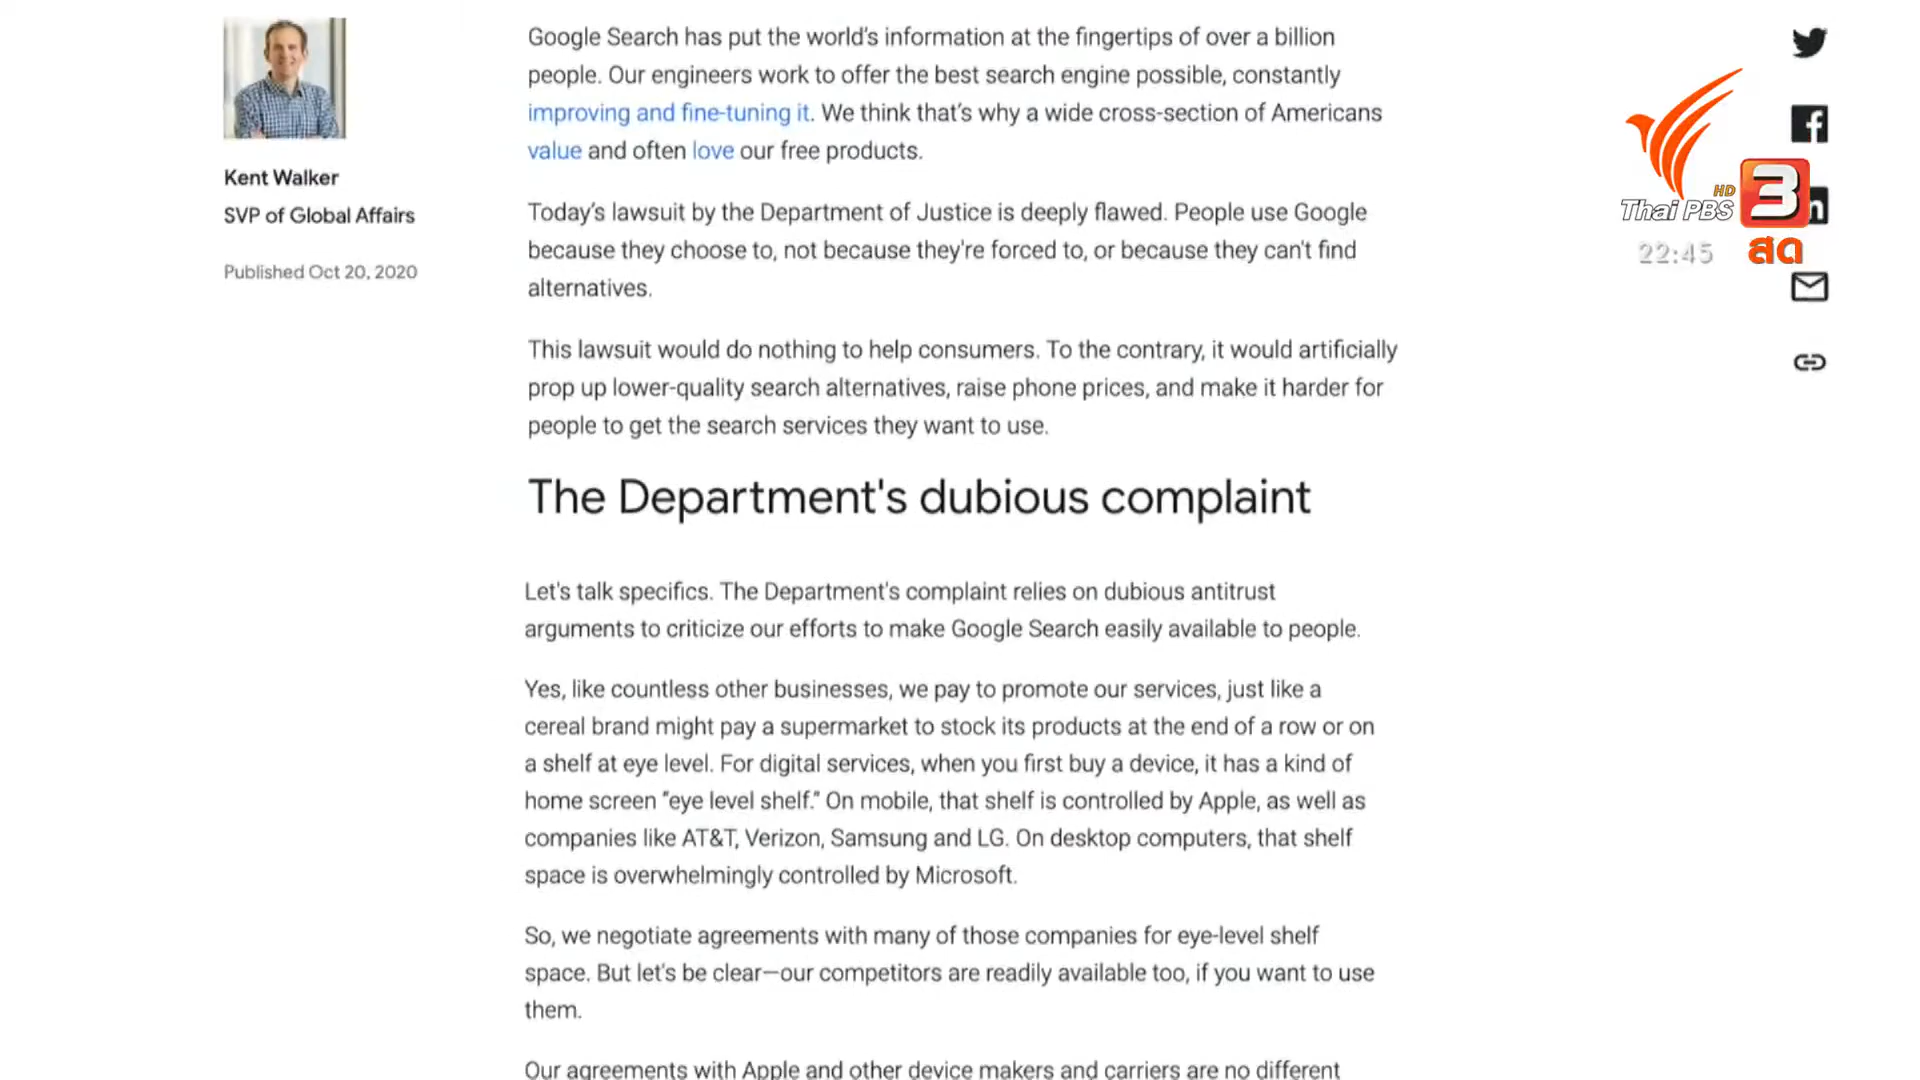 Kent Walker
SVP of Global Affairs
Published Oct 20, 2020
Google Search has put the world's information at the fingertips of over a billion
people. Our engineers work to offer the best search engine possible, constantly
improving and fine-tuning it. We think that's why a wide cross-section of Americans
value and often love our free products.
Today's lawsuit by the Department of Justice is deeply flawed. People use Google
because they choose to, not because they're forced to, or because they can't find
alternatives.
This lawsuit would do nothing to help consumers. To the contrary, it would artificially
prop up lower-quality search alternatives, raise phone prices, and make it harder for
people to get the search services they want to use.
The Department's dubious complaint
Let's talk specifics. The Department's complaint relies on dubious antitrust
arguments to criticize our efforts to make Google Search easily available to people.
Yes, like countless other businesses, we pay to promote our services, just like a
cereal brand might pay a supermarket to stock its products at the end of a row or on
a shelf at eye level. For digital services, when you first buy a device, it has a kind of
home screen “eye level shelf.” On mobile, that shelf is controlled by Apple, as well as
companies like AT&T, Verizon, Samsung and LG. On desktop computers, that shelf
space is overwhelmingly controlled by Microsoft.
So, we negotiate agreements with many of those companies for eye-level shelf
space. But let's be clear—our competitors are readily available too, if you want to use
them.
Our agreements with Apple and other device makers and carriers are no different
HD
Thai PBS 3
22:45 สด